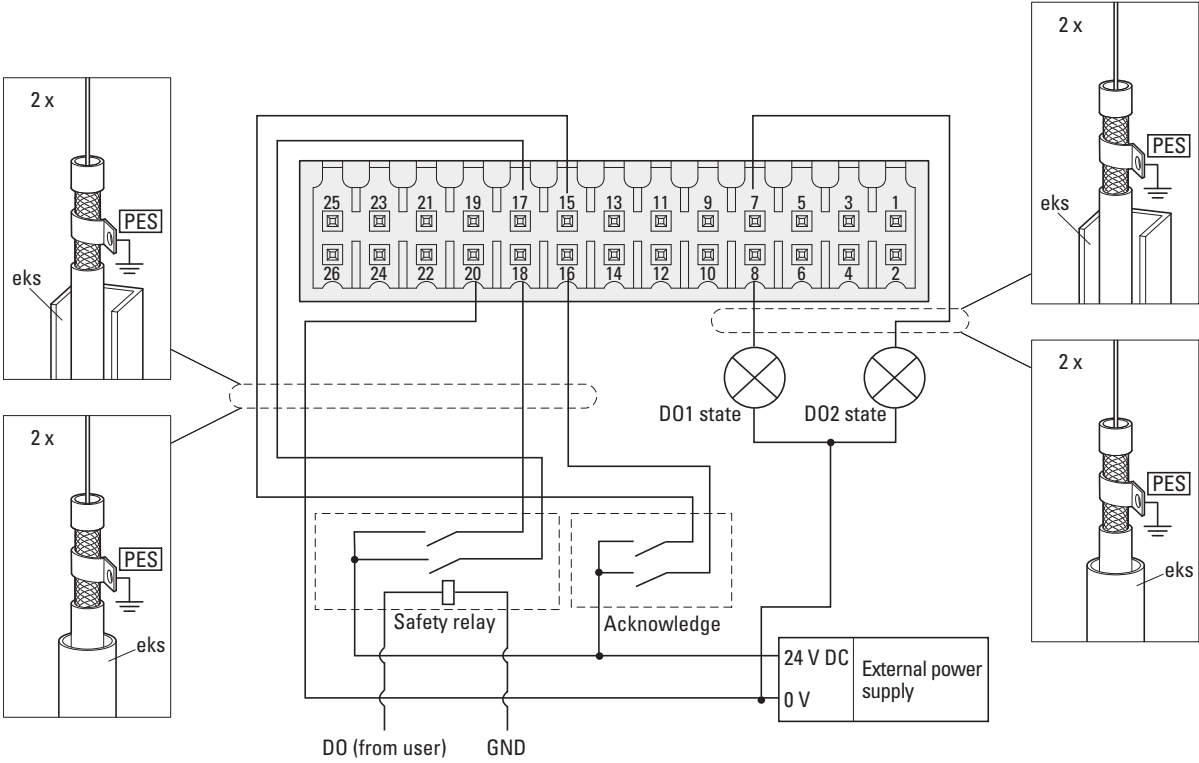 2 x
PES
eks
2 x
PES
eks
25 23 21 19 17 15 13 11 9 7 5 3 1
26 24 22 20 18 16 14 12 10 8 6 4 2
DO1 state
DO2 state
Safety relay
Acknowledge
24 V DC
0 V
External power
supply
DO (from user)
GND
2 x
PES
eks
2 x
PES
eks